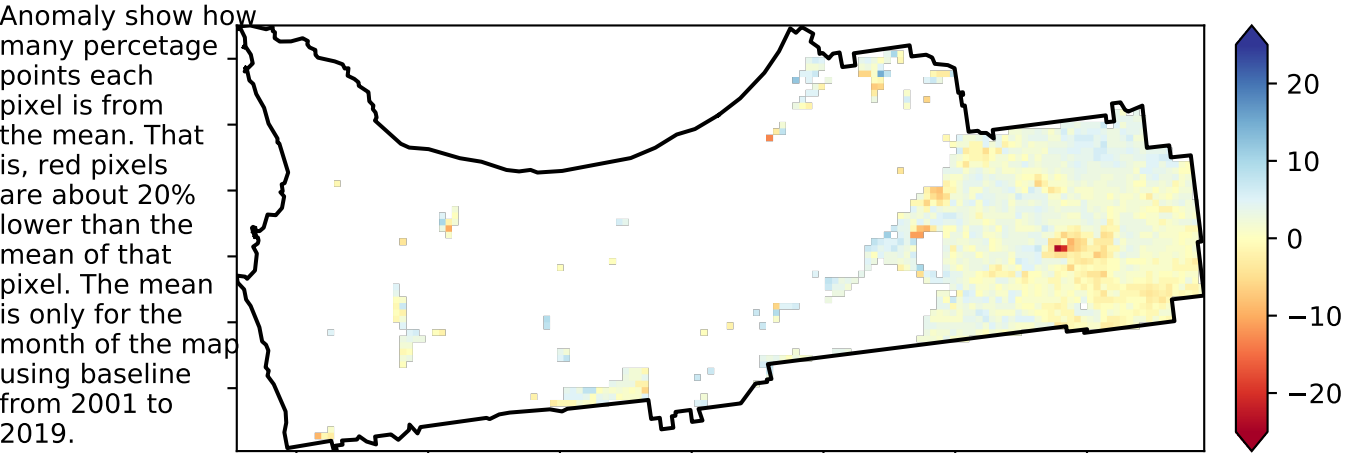 Anomaly show how
many percetage
points each
pixel is from
the mean. That
is, red pixels
are about 20%
lower than the
mean of that
pixel. The mean
is only for the
month of the map
using baseline
from 2001 to
2019.
20
10
0
−10
−20